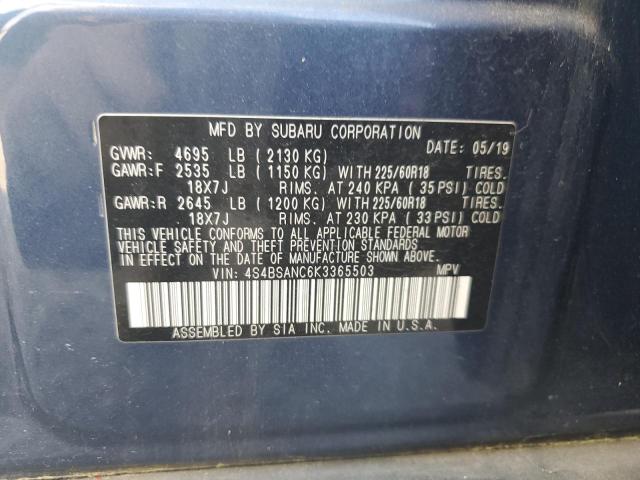 MFD BY SUBARU CORPORATION
GVWR: 4695 LB (2130 KG) DATE: 05/19
GAWR:F 2535 LB (1150 KG) WITH 225/60R18 TIRES.
18X7J RIMS. AT 240 KPA (35 PSI) COLD
GAWR:R 2645 LB (1200 KG) WITH 225/60R18 TIRES.
18X7J RIMS. AT 230 KPA (33 PSI) COLD
THIS VEHICLE CONFORMS TO ALL APPLICABLE FEDERAL MOTOR
VEHICLE SAFETY AND THEFT PREVENTION STANDARDS
IN EFFECT ON THE DATE OF MANUFACTURE SHOWN ABOVE.
VIN: 4S4BSANC6K3365503 MPV
ASSEMBLED BY SIA INC. MADE IN U.S.A.